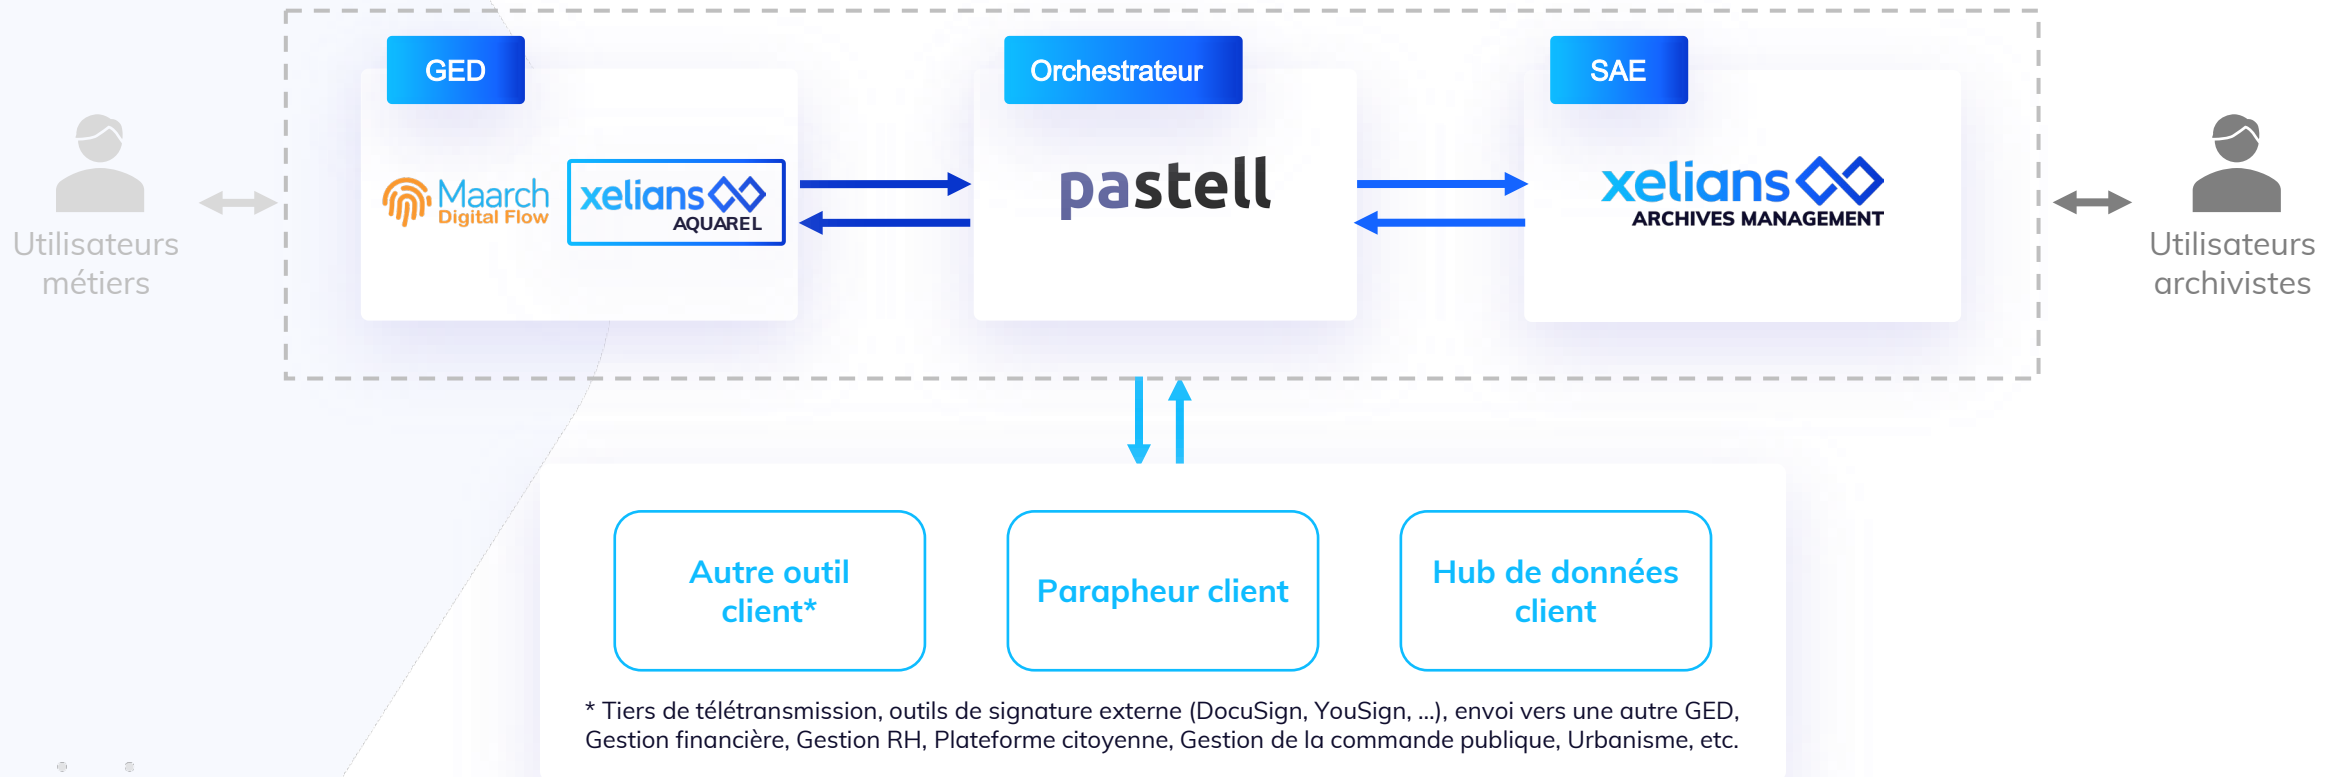 GED
Orchestrateur
SAE
Maarch
Digital Flow
xelians
AQUAREL
pastell
xelians
ARCHIVES MANAGEMENT
Utilisateurs
métiers
Utilisateurs
archivistes
Autre outil
client*
Parapheur client
Hub de données
client
* Tiers de télétransmission, outils de signature externe (DocuSign, YouSign, ...), envoi vers une autre GED,
Gestion financière, Gestion RH, Plateforme citoyenne, Gestion de la commande publique, Urbanisme, etc.